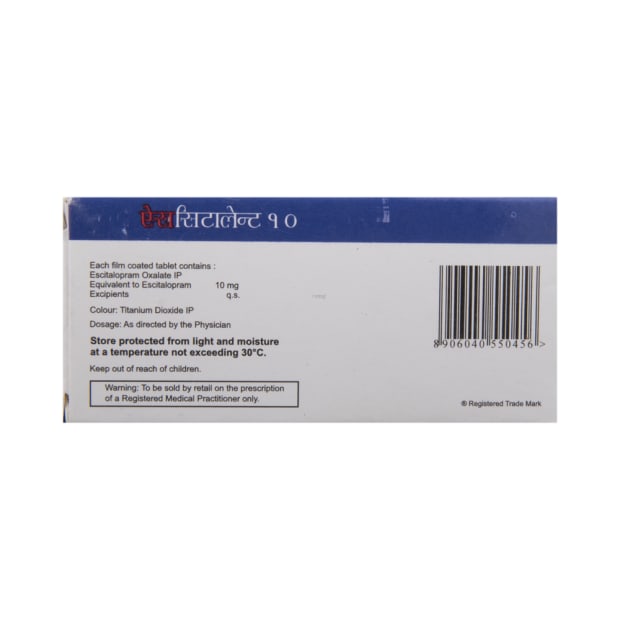 ऐससिटालेन्ट १०
Each film coated tablet contains :
Escitalopram Oxalate IP
Equivalent to Escitalopram 10 mg
Excipients q.s.
Colour: Titanium Dioxide IP
Dosage: As directed by the Physician
Store protected from light and moisture
at a temperature not exceeding 30°C.
Keep out of reach of children.
Warning: To be sold by retail on the prescription
of a Registered Medical Practitioner only.
8 906040 550456 >
® Registered Trade Mark